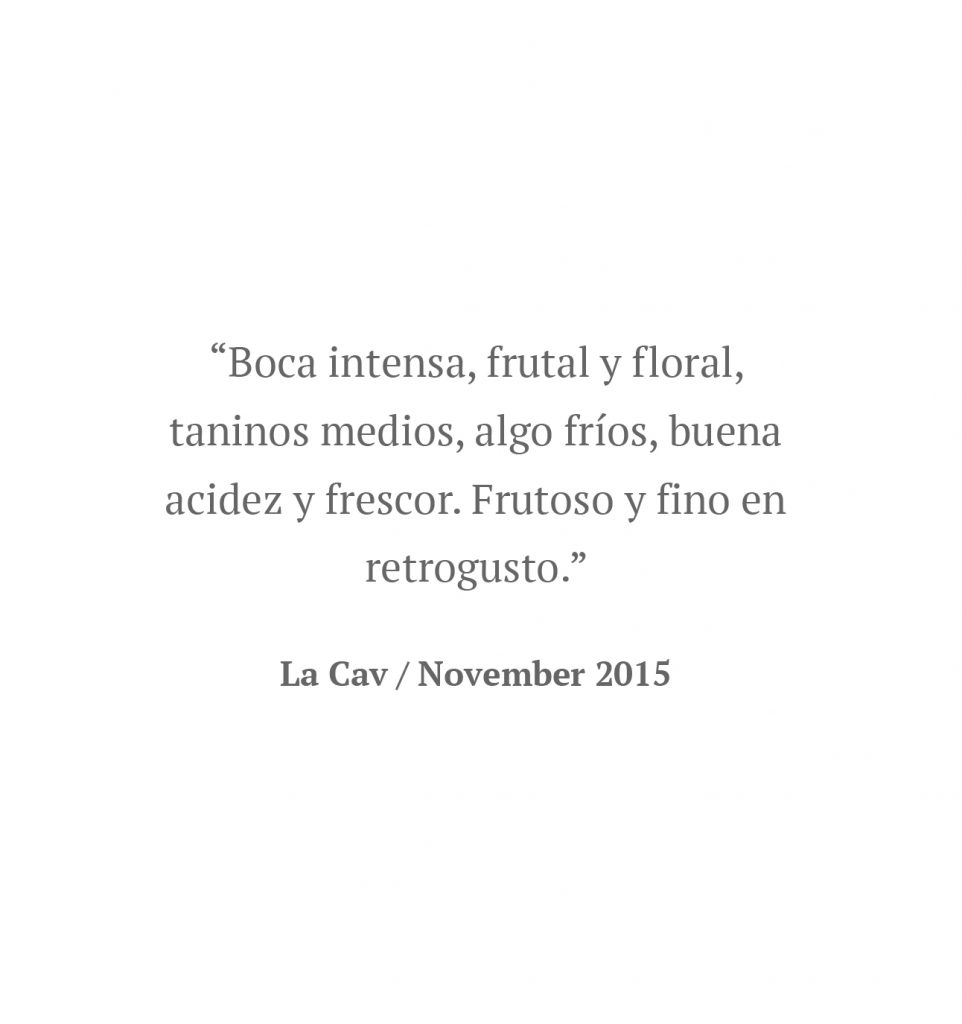 “Boca intensa, frutal y floral,
taninos medios, algo fríos, buena
acidez y frescor. Frutoso y fino en
retrogusto.”
La Cav / November 2015